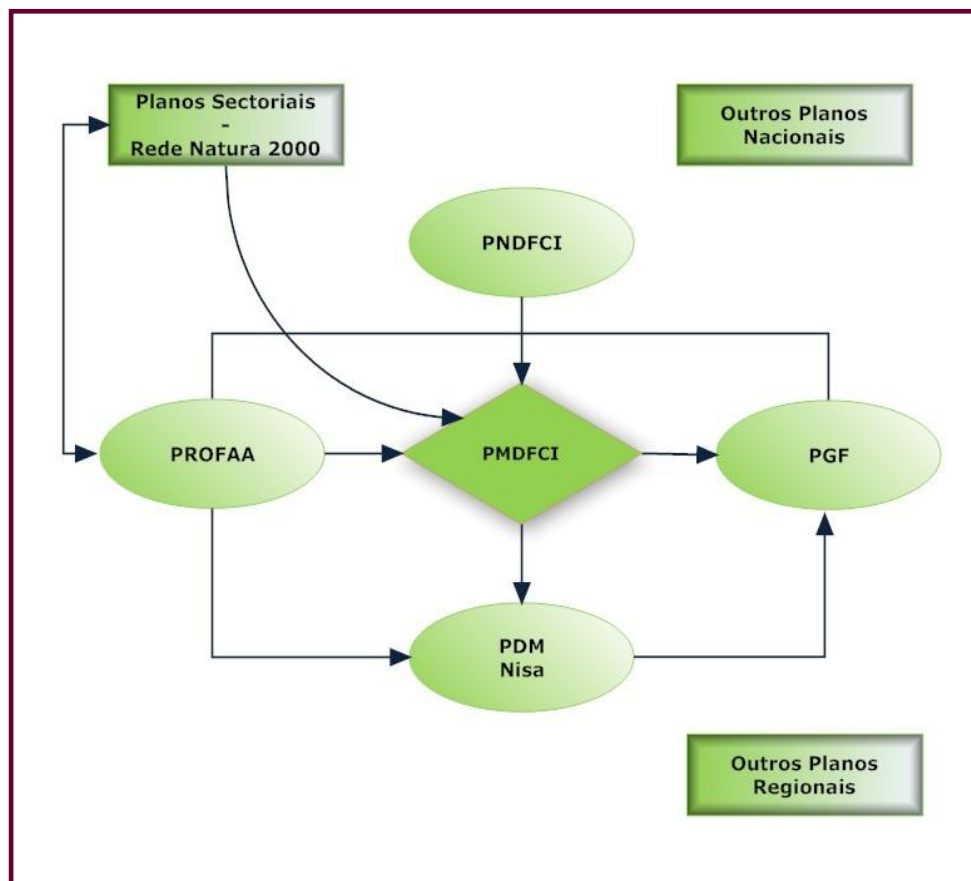 Planos Sectoriais
-
Rede Natura 2000
Outros Planos
Nacionais
PNDFCI
PROFAA
PMDFCI
PGF
PDM
Nisa
Outros Planos
Regionais